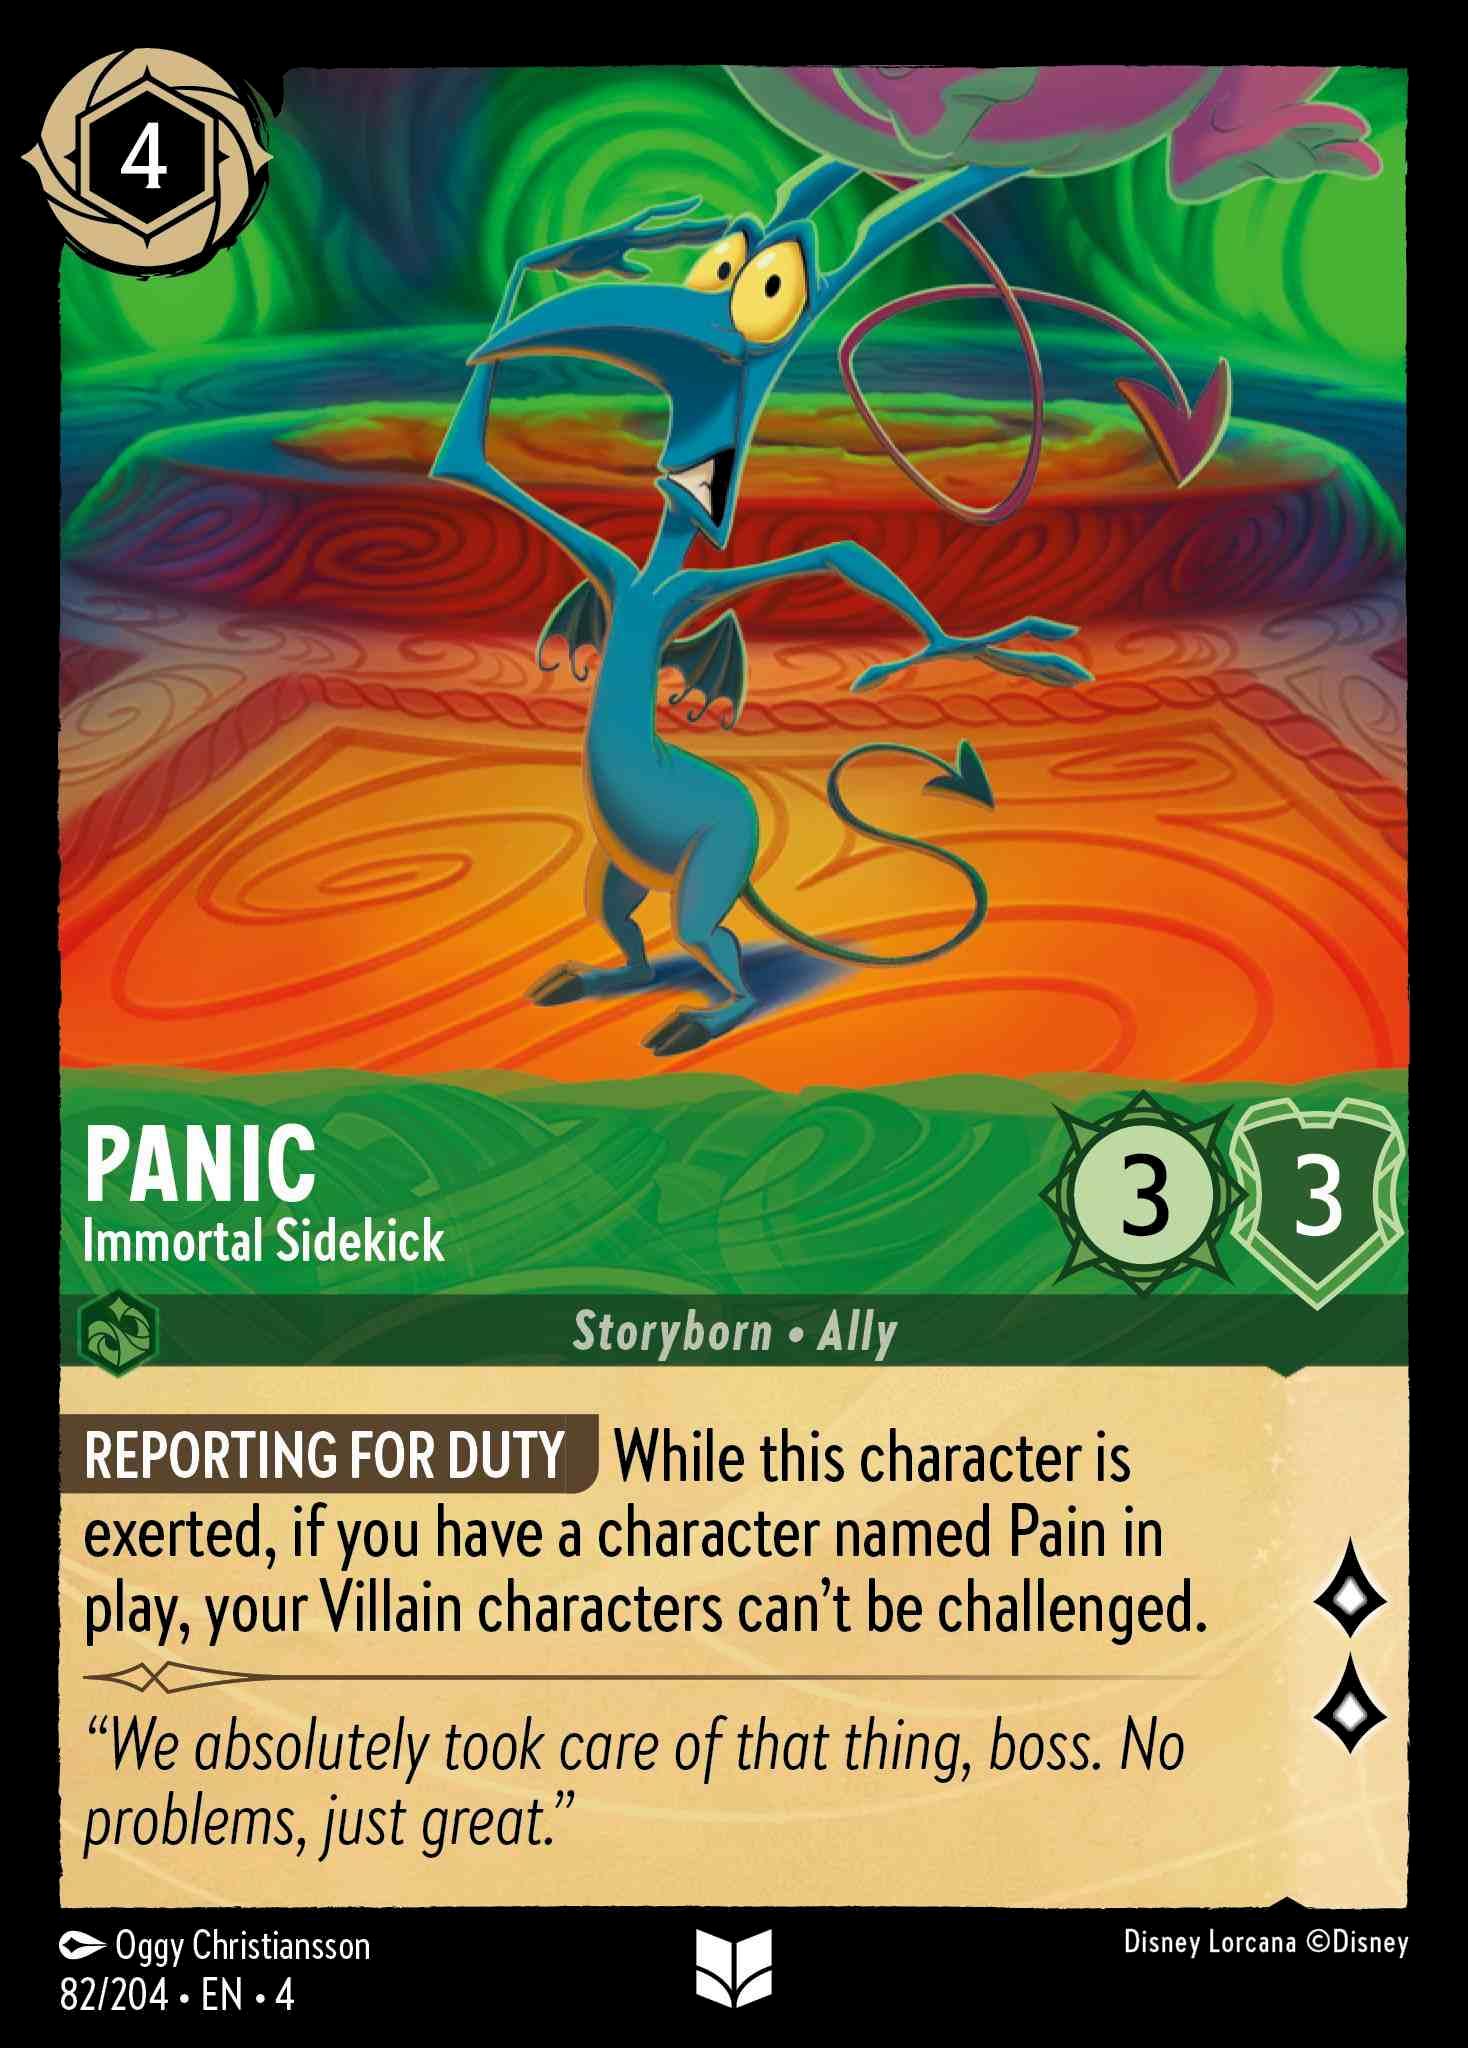 4
PANIC
Immortal Sidekick
3
3
Storyborn • Ally
REPORTING FOR DUTY While this character is
exerted, if you have a character named Pain in
play, your Villain characters can’t be challenged.
“We absolutely took care of that thing, boss. No
problems, just great.”
Oggy Christiansson
82/204 • EN • 4
Disney Lorcana ©Disney